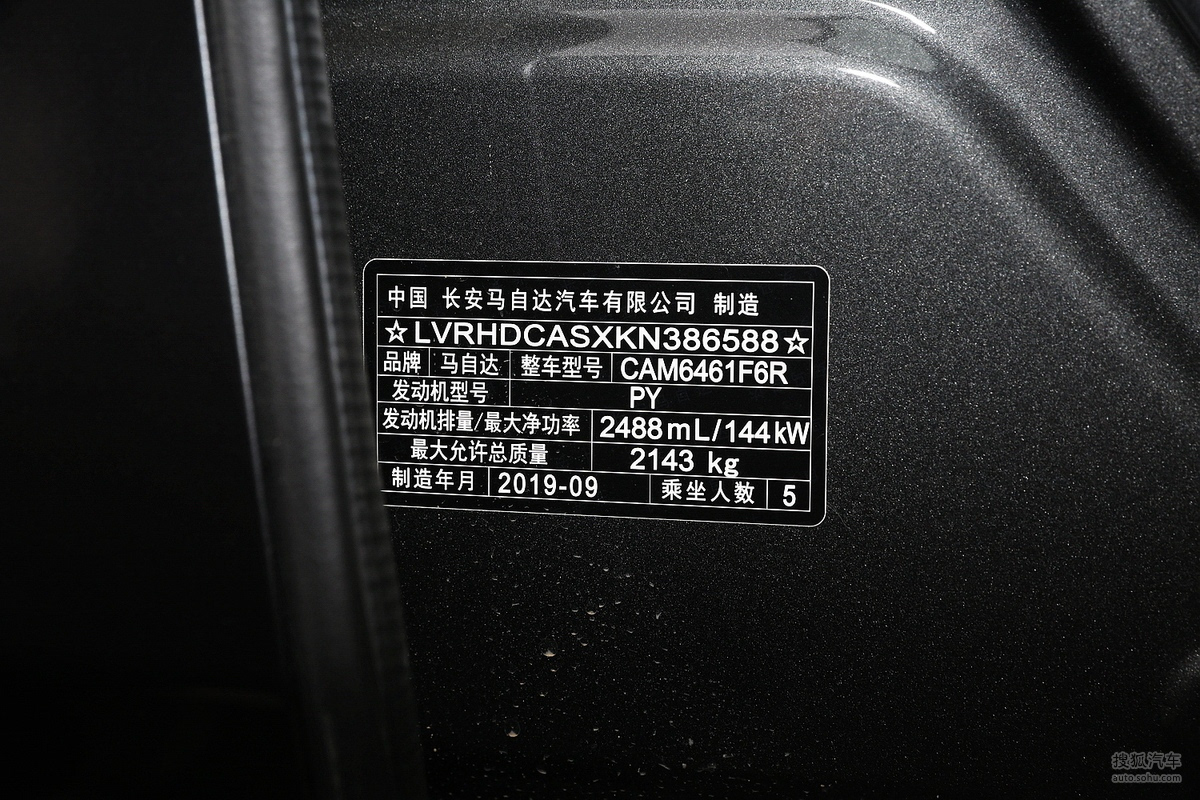 中国 长安马自达汽车有限公司 制造
☆LVRHDCASXKN386588☆
品牌 马自达 整车型号 CAM6461F6R
发动机型号 PY
发动机排量/最大净功率 2488mL/144kW
最大允许总质量 2143 kg
制造年月 2019-09 乘坐人数 5
搜狐汽车
auto.sohu.com